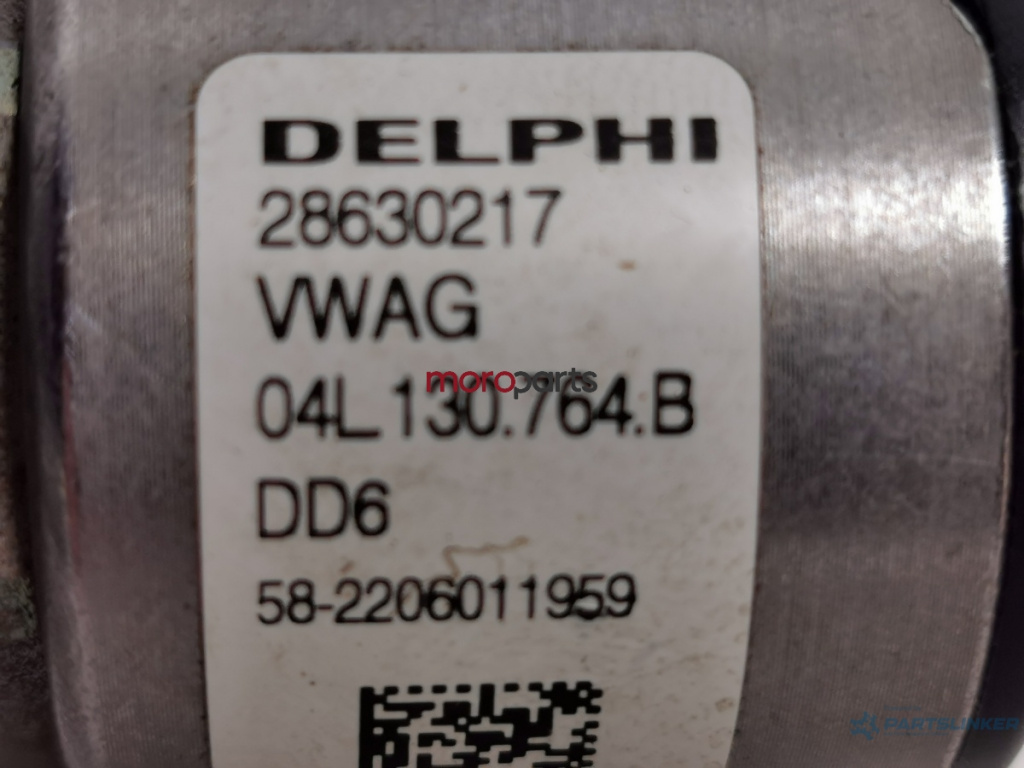 DELPHI
28630217
VWAG
moroparts
04L130.764.B
DD6
58-2206011959
PARTSLINKER